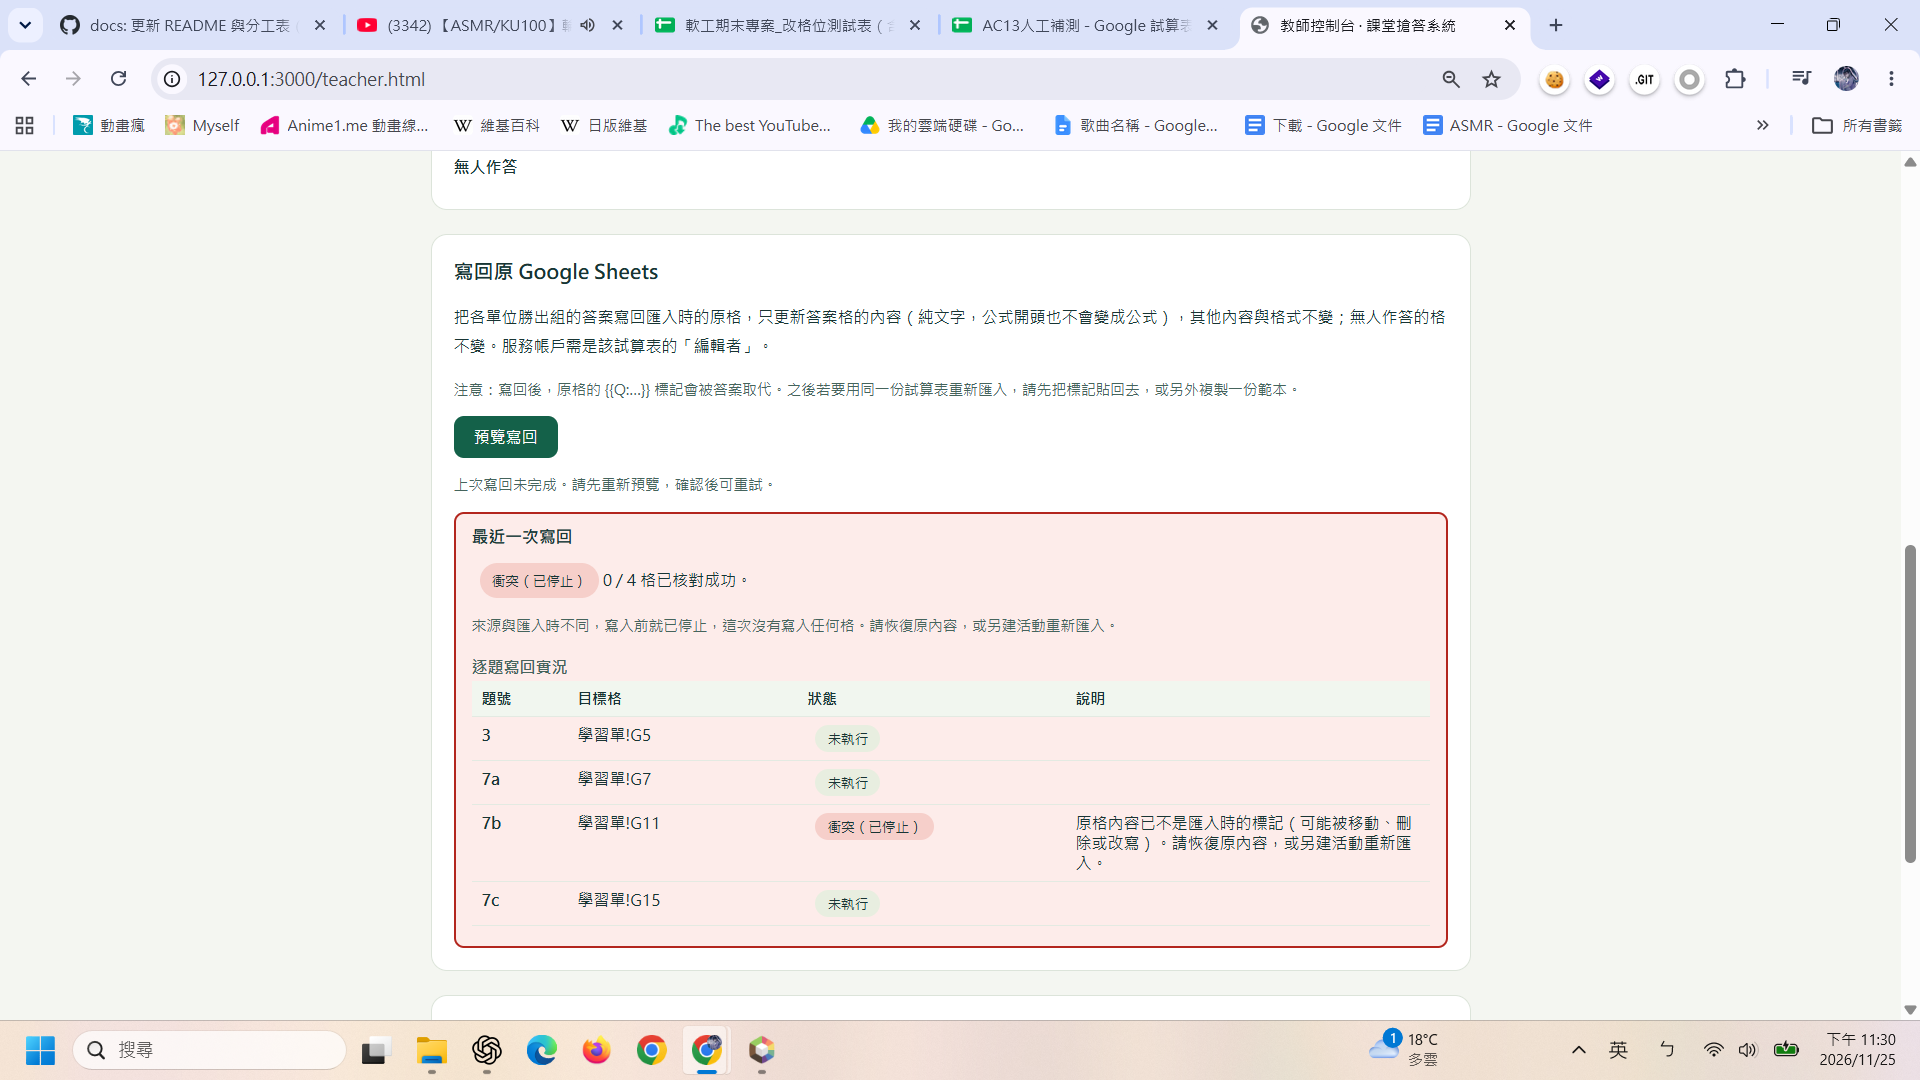 docs: 更新 README 與分工表
(3342) 【ASMR/KU100】
軟工期末專案_改格位測試表
AC13人工補測 - Google 試算表
教師控制台 · 課堂搶答系統
127.0.0.1:3000/teacher.html
.GIT
動畫瘋
Myself
Anime1.me 動畫線...
W 維基百科
W 日版維基
The best YouTube...
我的雲端硬碟 - Go...
歌曲名稱 - Google...
下載 - Google 文件
ASMR - Google 文件
所有書籤
無人作答
寫回原 Google Sheets
把各單位勝出組的答案寫回匯入時的原格，只更新答案格的內容（純文字，公式開頭也不會變成公式），其他內容與格式不變；無人作答的格
不變。服務帳戶需是該試算表的「編輯者」。
注意：寫回後，原格的 {{Q:...}} 標記會被答案取代。之後若要用同一份試算表重新匯入，請先把標記貼回去，或另外複製一份範本。
預覽寫回
上次寫回未完成。請先重新預覽，確認後可重試。
最近一次寫回
衝突（已停止） 0 / 4 格已核對成功。
來源與匯入時不同，寫入前就已停止，這次沒有寫入任何格。請恢復原內容，或另建活動重新匯入。
逐題寫回實況
題號 目標格 狀態 說明
3 學習單!G5 未執行
7a 學習單!G7 未執行
7b 學習單!G11 衝突（已停止） 原格內容已不是匯入時的標記（可能被移動、刪
除或改寫）。請恢復原內容，或另建活動重新匯
入。
7c 學習單!G15 未執行
搜尋
1
18°C
多雲
英
ㄅ
下午 11:30
2026/11/25